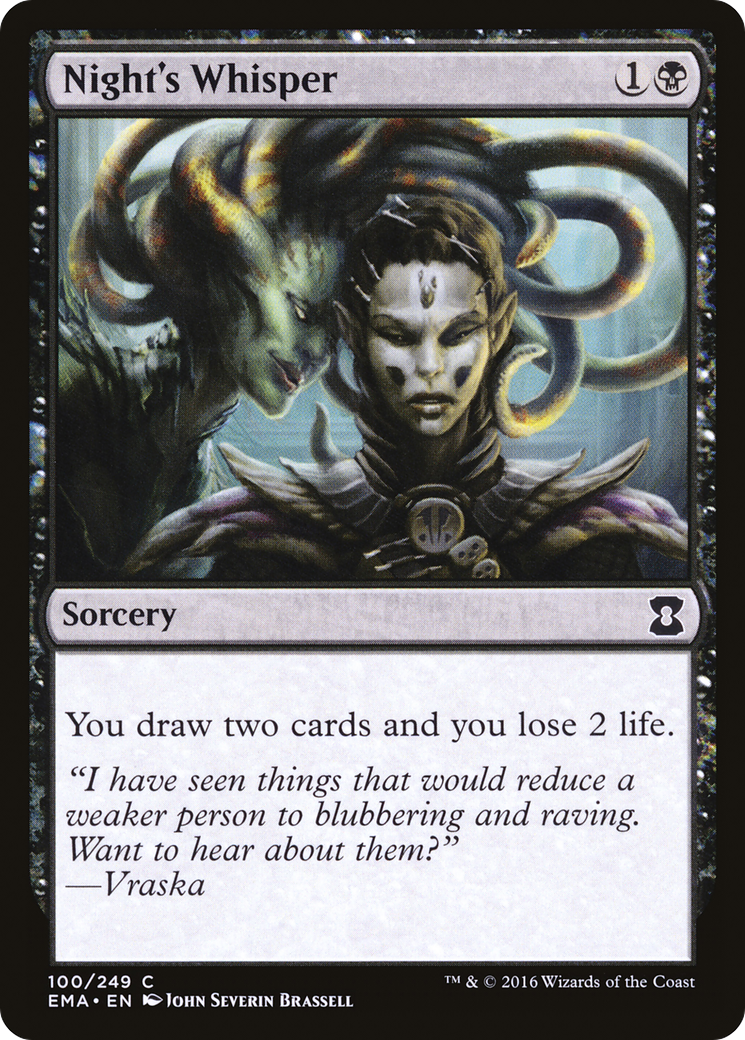 Night's Whisper
1
Sorcery
You draw two cards and you lose 2 life.
“I have seen things that would reduce a
weaker person to blubbering and raving.
Want to hear about them?”
—Vraska
100/249 C
EMA • EN John Severin Brassell
™ & © 2016 Wizards of the Coast